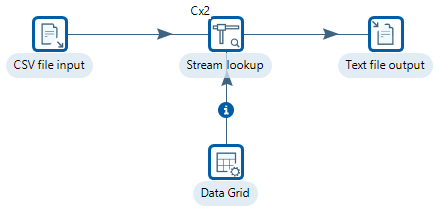 Cx2
CSV file input
Stream lookup
Text file output
Data Grid